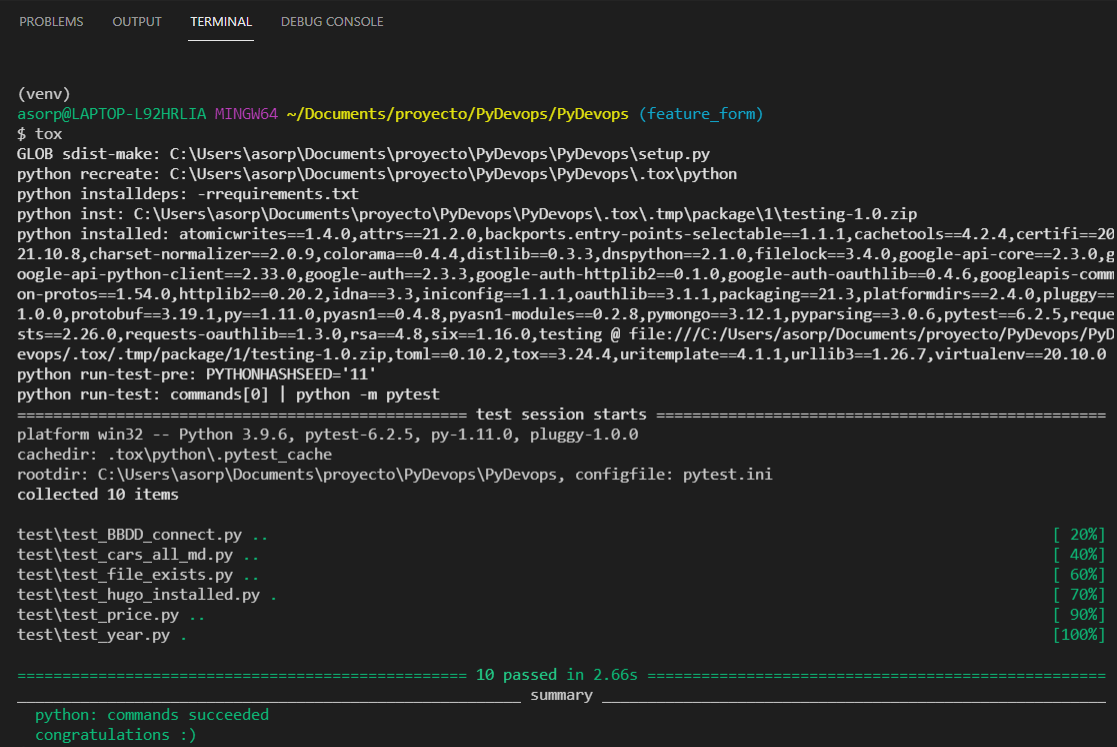 PROBLEMS OUTPUT TERMINAL DEBUG CONSOLE
(venv)
asorp@LAPTOP-L92HRLIA MINGW64 ~/Documents/proyecto/PyDevops/PyDevops (feature_form)
$ tox
GLOB sdist-make: C:\Users\asorp\Documents\proyecto\PyDevops\PyDevops\setup.py
python recreate: C:\Users\asorp\Documents\proyecto\PyDevops\PyDevops\.tox\python
python installdeps: -rrequirements.txt
python inst: C:\Users\asorp\Documents\proyecto\PyDevops\PyDevops\.tox\.tmp\package\1\testing-1.0.zip
python installed: atomicwrites==1.4.0,attrs==21.2.0,backports.entry-points-selectable==1.1.1,cachetools==4.2.4,certifi==20
21.10.8,charset-normalizer==2.0.9,colorama==0.4.4,distlib==0.3.3,dnspython==2.1.0,filelock==3.4.0,google-api-core==2.3.0,g
oogle-api-python-client==2.33.0,google-auth==2.3.3,google-auth-httplib2==0.1.0,google-auth-oauthlib==0.4.6,googleapis-comm
on-protos==1.54.0,httplib2==0.20.2,idna==3.3,iniconfig==1.1.1,oauthlib==3.1.1,packaging==21.3,platformdirs==2.4.0,pluggy==
1.0.0,protobuf==3.19.1,py==1.11.0,pyasn1==0.4.8,pyasn1-modules==0.2.8,pymongo==3.12.1,pyparsing==3.0.6,pytest==6.2.5,reque
sts==2.26.0,requests-oauthlib==1.3.0,rsa==4.8,six==1.16.0,testing @ file:///C:/Users/asorp/Documents/proyecto/PyDevops/PyD
evops/.tox/.tmp/package/1/testing-1.0.zip,toml==0.10.2,tox==3.24.4,uritemplate==4.1.1,urllib3==1.26.7,virtualenv==20.10.0
python run-test-pre: PYTHONHASHSEED='11'
python run-test: commands[0] | python -m pytest
================================================== test session starts ==================================================
platform win32 -- Python 3.9.6, pytest-6.2.5, py-1.11.0, pluggy-1.0.0
cachedir: .tox\python\.pytest_cache
rootdir: C:\Users\asorp\Documents\proyecto\PyDevops\PyDevops, configfile: pytest.ini
collected 10 items
test\test_BBDD_connect.py .. [ 20%]
test\test_cars_all_md.py .. [ 40%]
test\test_file_exists.py .. [ 60%]
test\test_hugo_installed.py . [ 70%]
test\test_price.py .. [ 90%]
test\test_year.py . [100%]
================================================== 10 passed in 2.66s ===================================================
________________________________________________________ summary ________________________________________________________
python: commands succeeded
congratulations :)